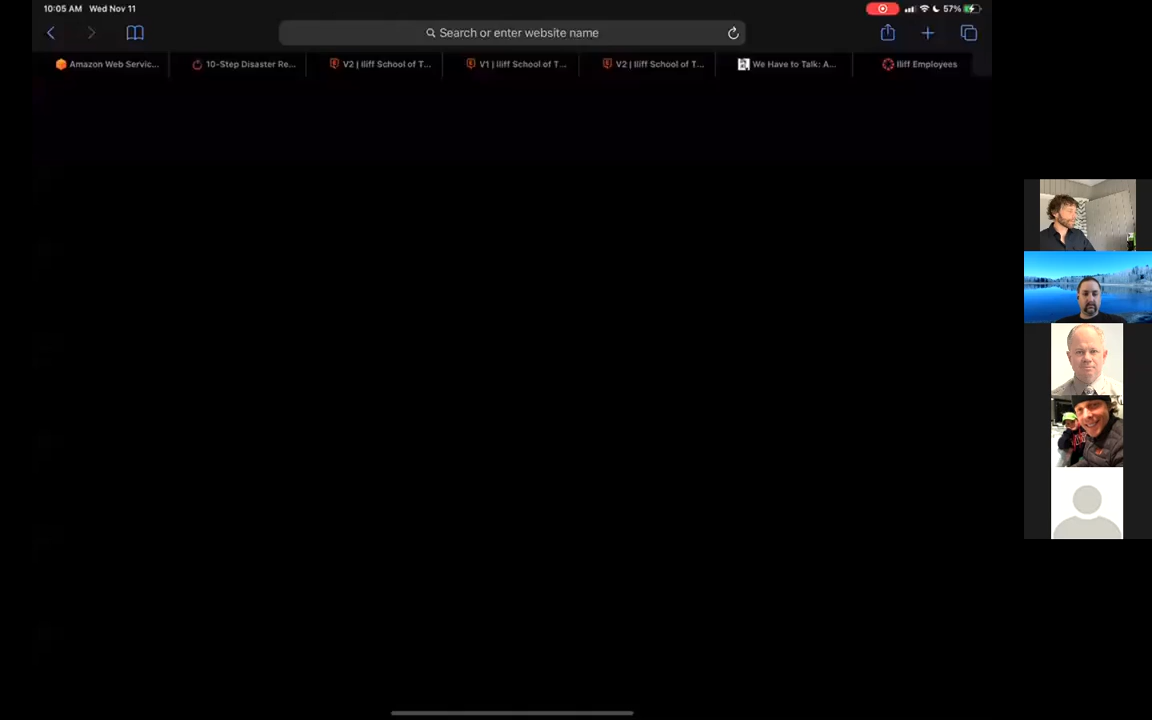 10:05 AM Wed Nov 11
57%
Search or enter website name
Amazon Web Servic...
10-Step Disaster Re...
V2 | Iliff School of T...
V1 | Iliff School of T...
V2 | Iliff School of T...
We Have to Talk: A...
Iliff Employees